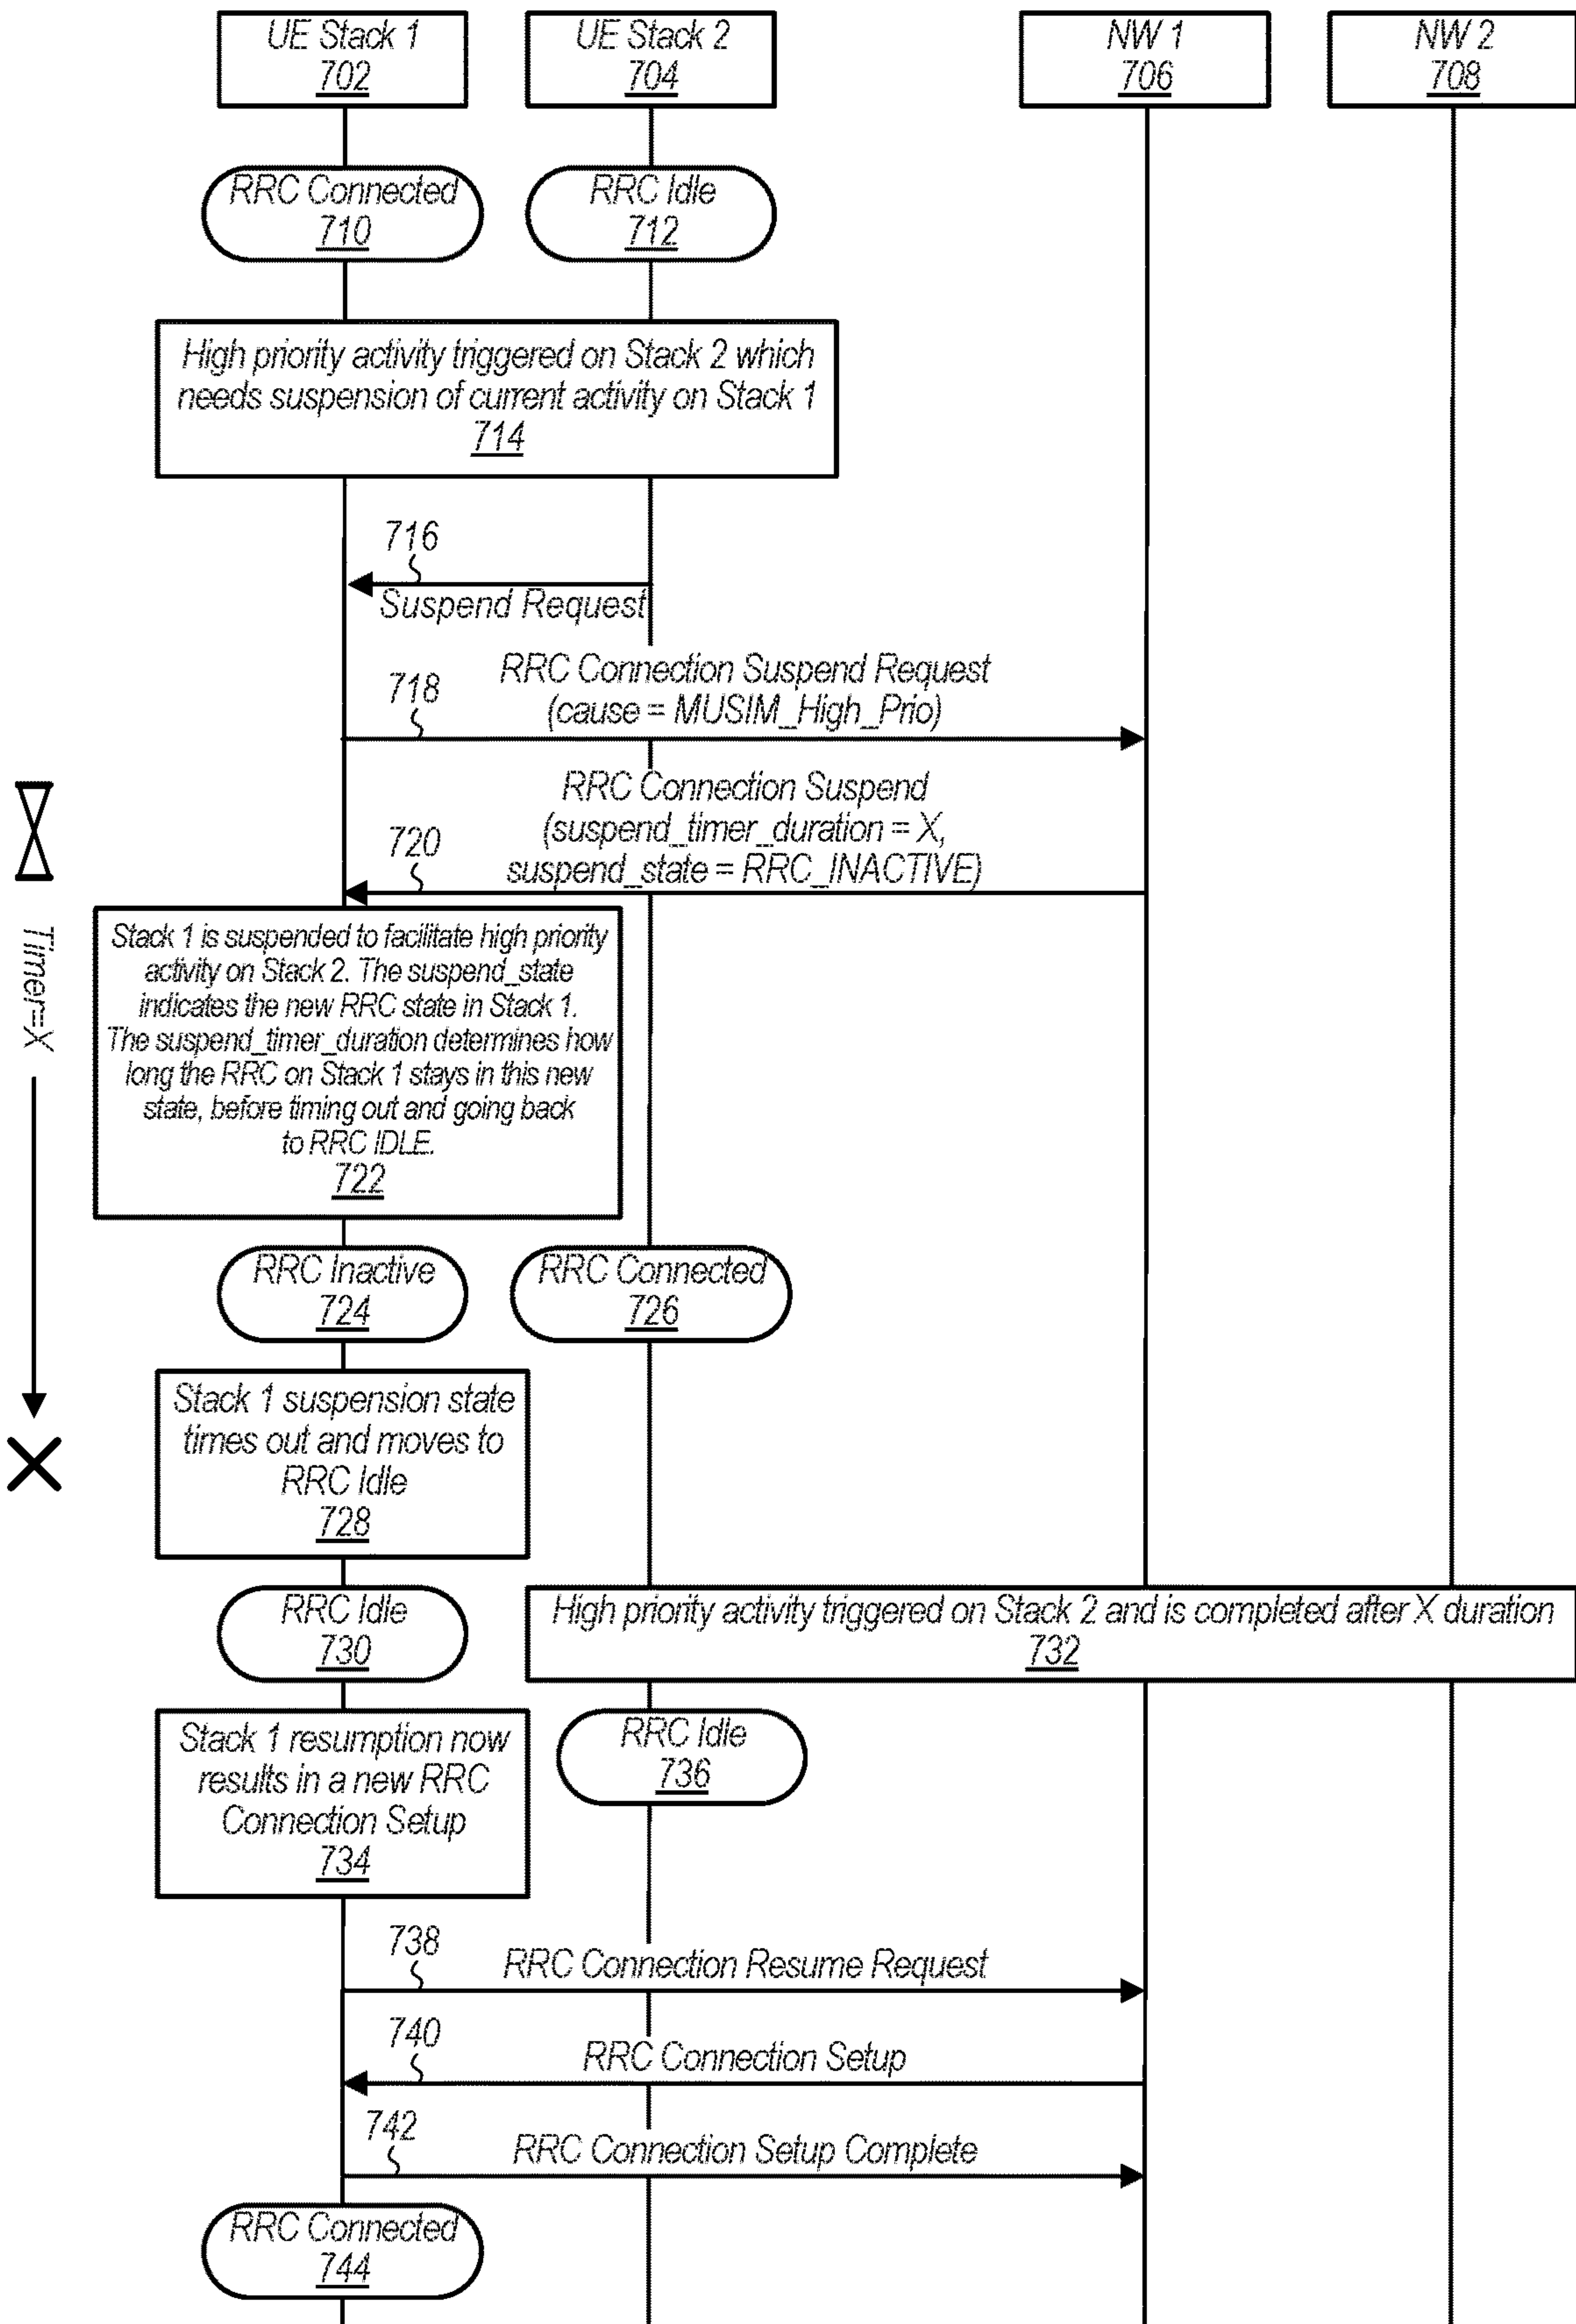 UE Stack 1
702
UE Stack 2
704
NW 1
706
NW 2
708
RRC Connected
710
RRC Idle
712
High priority activity triggered on Stack 2 which
needs suspension of current activity on Stack 1
714
716
Suspend Request
718
RRC Connection Suspend Request
(cause = MUSIM_High_Prio)
720
RRC Connection Suspend
(suspend_timer_duration = X,
suspend_state = RRC_INACTIVE)
Timer=X
Stack 1 is suspended to facilitate high priority
activity on Stack 2. The suspend_state
indicates the new RRC state in Stack 1.
The suspend_timer_duration determines how
long the RRC on Stack 1 stays in this new
state, before timing out and going back
to RRC IDLE.
722
RRC Inactive
724
RRC Connected
726
Stack 1 suspension state
times out and moves to
RRC Idle
728
RRC Idle
730
High priority activity triggered on Stack 2 and is completed after X duration
732
Stack 1 resumption now
results in a new RRC
Connection Setup
734
RRC Idle
736
738
RRC Connection Resume Request
740
RRC Connection Setup
742
RRC Connection Setup Complete
RRC Connected
744